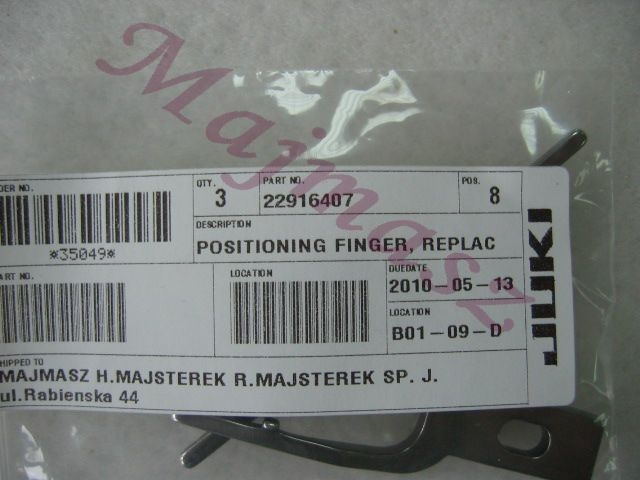 Majmasz
DER NO.
QTY.
3
PART NO.
22916407
POS.
8
*35049*
DESCRIPTION
POSITIONING FINGER, REPLAC
ART NO.
LOCATION
DUEDATE
2010-05-13
LOCATION
B01-09-D
JUKI
HIPPED TO
MAJMASZ H.MAJSTEREK R.MAJSTEREK SP. J.
ul.Rabienska 44